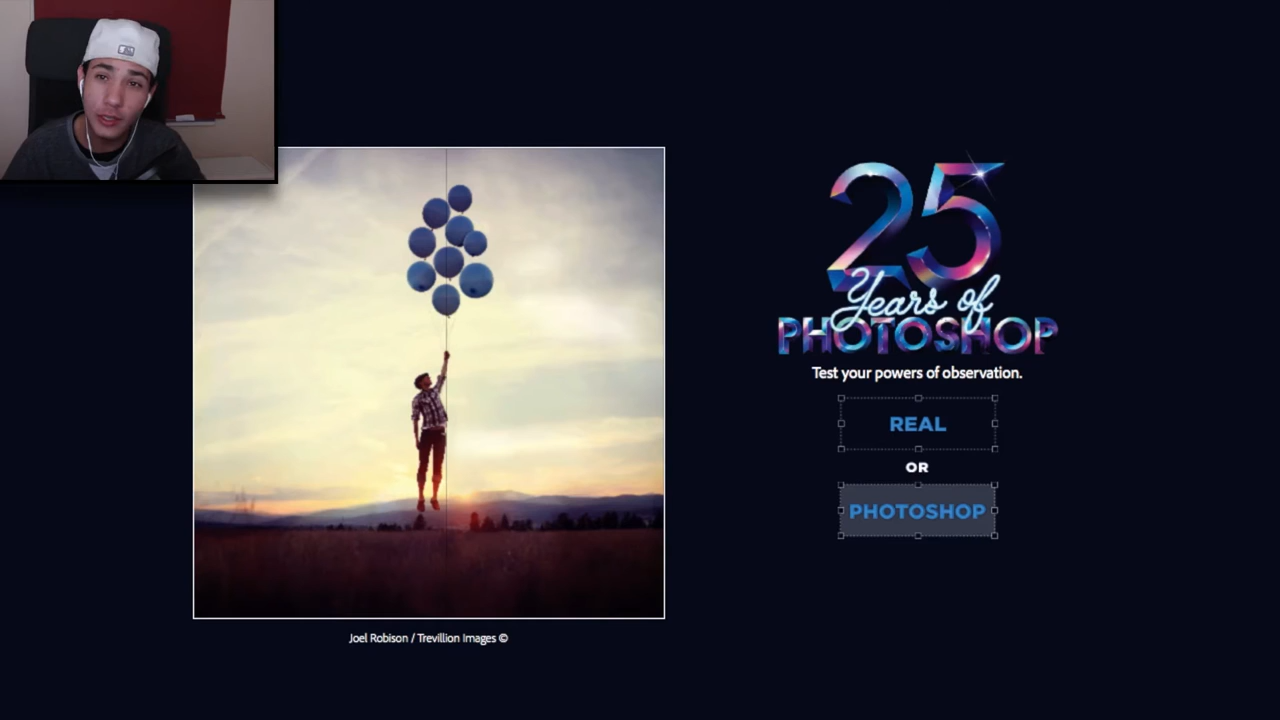 25
Years of
PHOTOSHOP
Test your powers of observation.
REAL
OR
PHOTOSHOP
Joel Robison / Trevillion Images ©